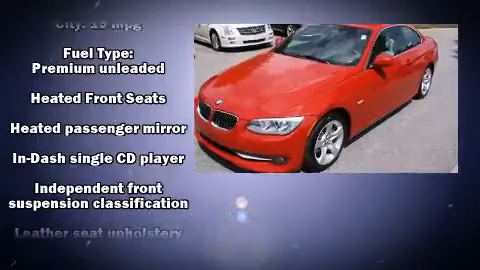 Fuel Type:
Premium unleaded
Heated Front Seats
Heated passenger mirror
In-Dash single CD player
Independent front
suspension classification
Leather seat upholstery